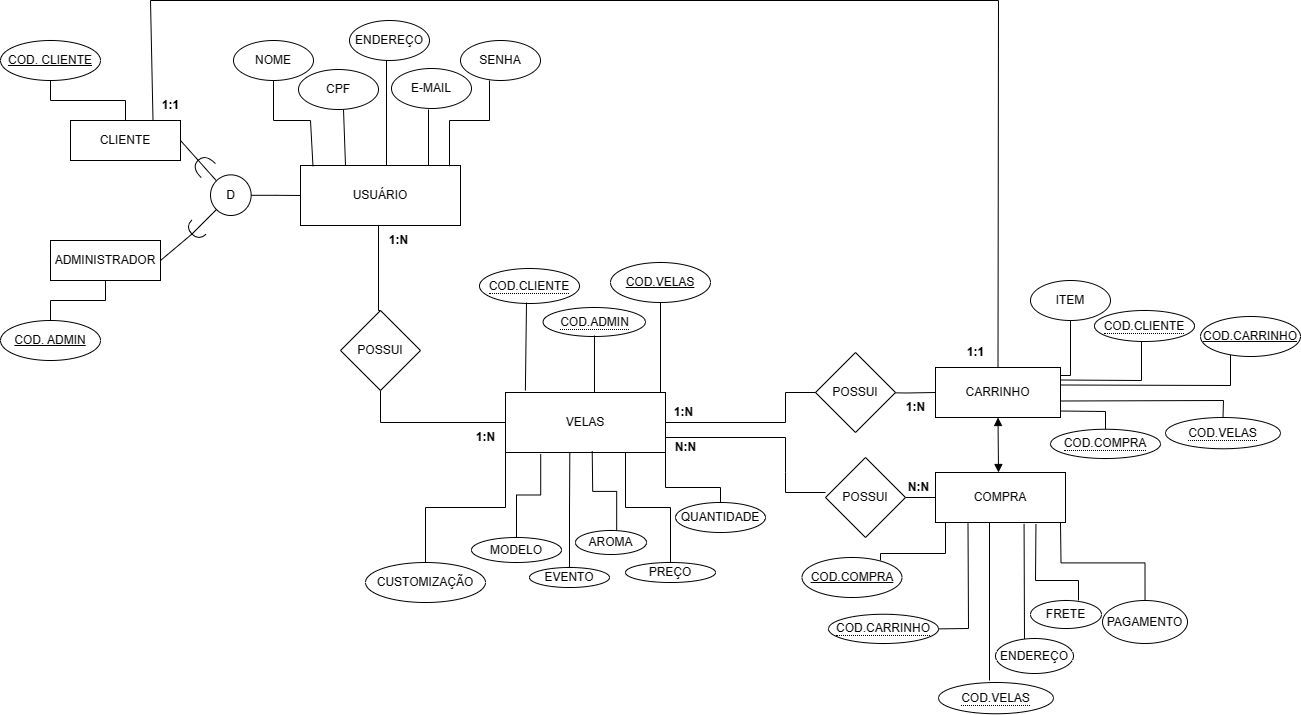 COD. CLIENTE
NOME
ENDEREÇO
SENHA
CPF
E-MAIL
1:1
CLIENTE
D
USUÁRIO
1:N
ADMINISTRADOR
COD. ADMIN
POSSUI
COD.CLIENTE
COD.VELAS
COD.ADMIN
ITEM
COD.CLIENTE
COD.CARRINHO
1:1
POSSUI
CARRINHO
1:N
1:N
VELAS
1:N
COD.COMPRA
COD.VELAS
N:N
POSSUI
N:N
COMPRA
QUANTIDADE
MODELO
AROMA
CUSTOMIZAÇÃO
EVENTO
PREÇO
COD.COMPRA
COD.CARRINHO
FRETE
PAGAMENTO
ENDEREÇO
COD.VELAS